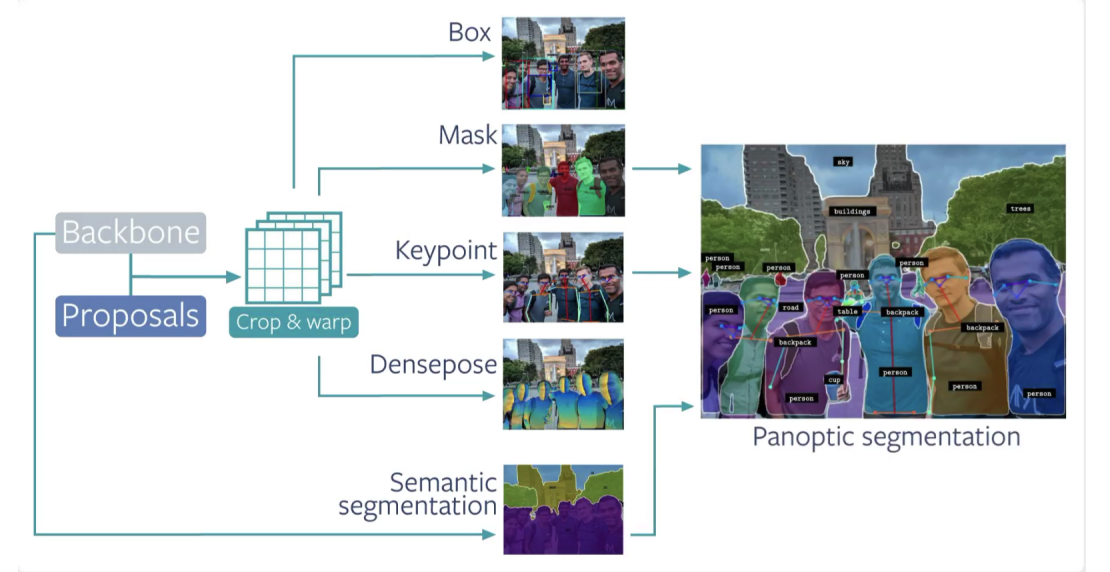 Box
Mask
Keypoint
Densepose
Semantic
segmentation
Backbone
Proposals
Crop & warp
sky
buildings
trees
person
person
person
person
person
person
road
table
backpack
backpack
backpack
cup
person
person
person
person
Panoptic segmentation